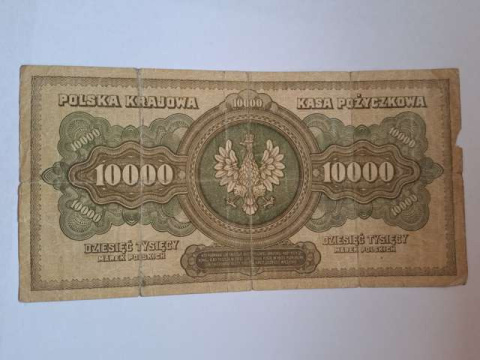 POLSKA KRAJOWA
10000
KASA POŻYCZKOWA
10000
10000
10000
10000
10000
10000
DZIESIĘĆ TYSIĘCY
MAREK POLSKICH
DZIESIĘĆ TYSIĘCY
MAREK POLSKICH